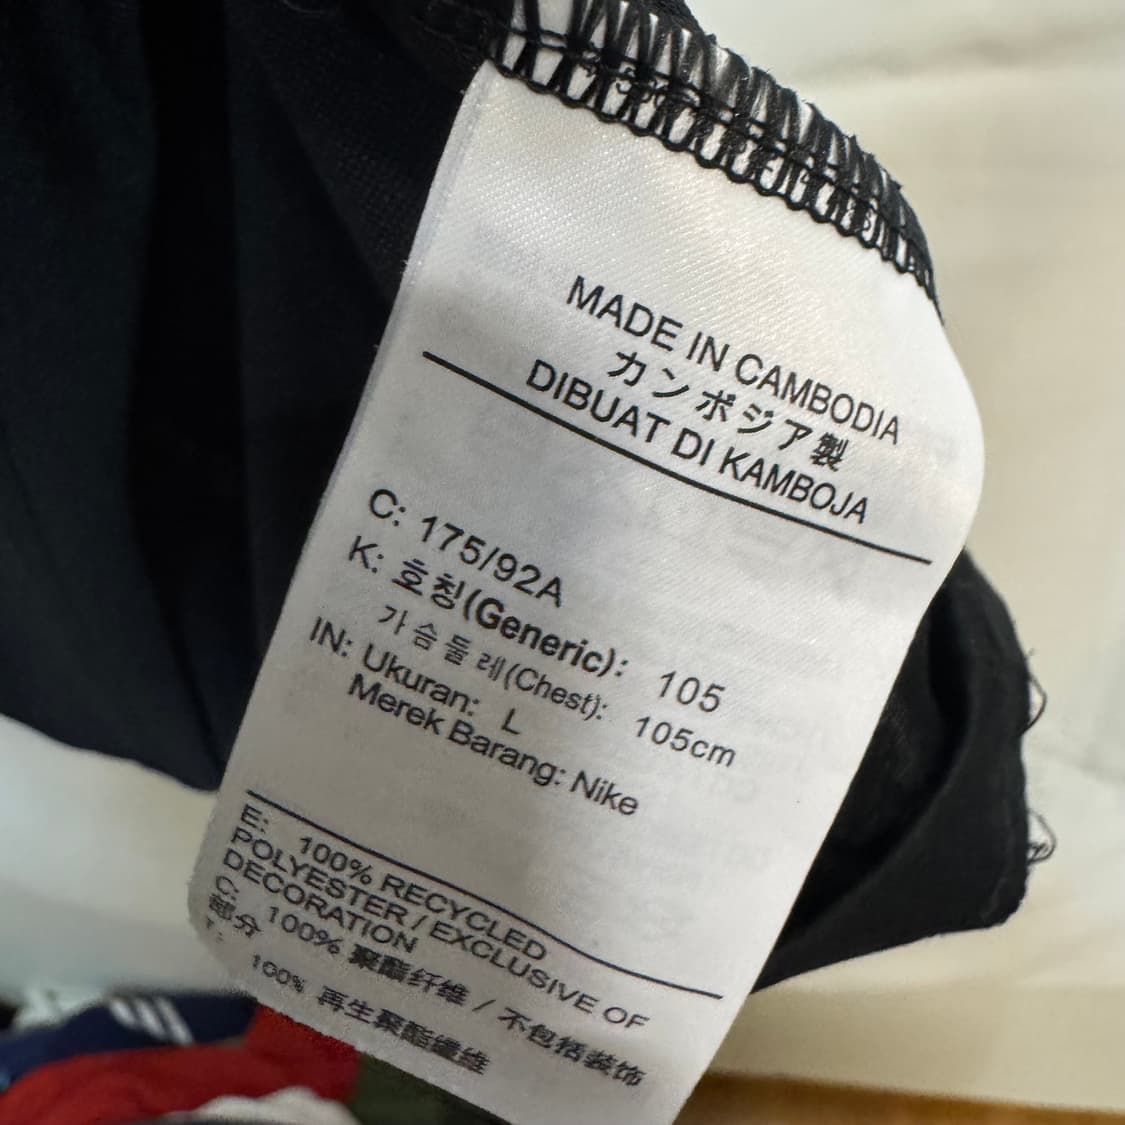 MADE IN CAMBODIA
カンボジア製
DIBUAT DI KAMBOJA
C: 175/92A
K: 호칭(Generic): 105
가슴둘레(Chest): 105cm
IN: Ukuran: L
Merek Barang: Nike
E: 100% RECYCLED
POLYESTER / EXCLUSIVE OF
DECORATION
C: 100% 聚酯纤维 / 不包括装饰
部分
100% 再生聚酯纖維